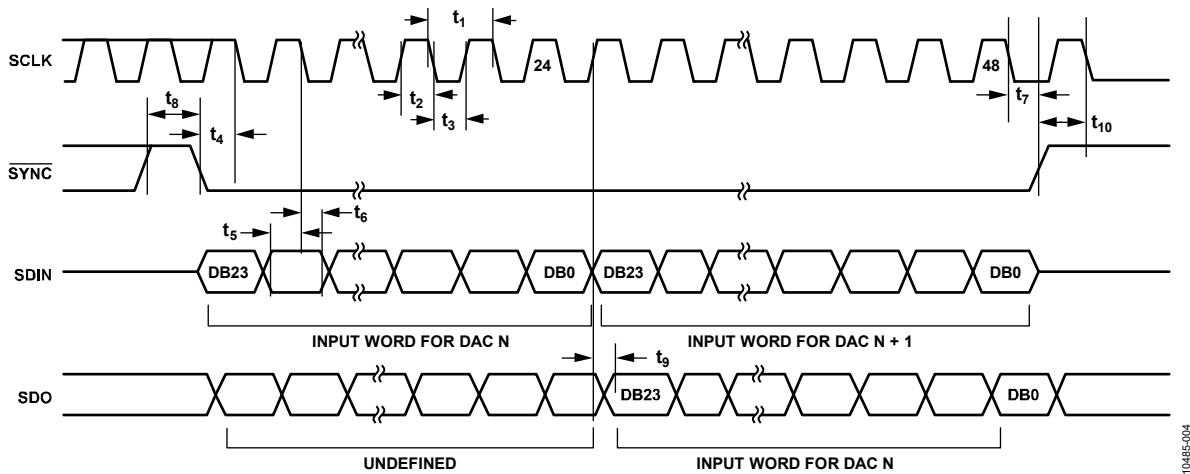 t1
SCLK
24
48
t2
t3
t7
t8
t4
t10
SYNC
t5
t6
SDIN
DB23
DB0
DB23
DB0
INPUT WORD FOR DAC N
INPUT WORD FOR DAC N + 1
t9
SDO
DB23
DB0
UNDEFINED
INPUT WORD FOR DAC N
10485-004